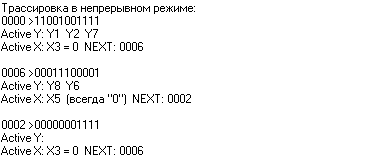 Трассировка в непрерывном режиме:
0000 >11001001111
Active Y: Y1 Y2 Y7
Active X: X3 = 0 NEXT: 0006
0006 >00011100001
Active Y: Y8 Y6
Active X: X5 (всегда "0") NEXT: 0002
0002 >00000001111
Active Y:
Active X: X3 = 0 NEXT: 0006